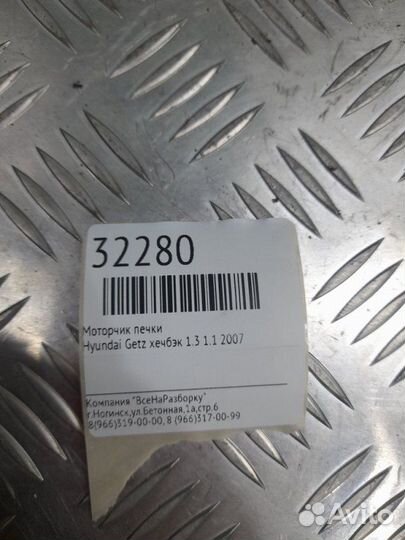 32280
Моторчик печки
Hyundai Getz хечбэк 1.3 1.1 2007
Компания "ВсеНаРазборку"
г.Ногинск,ул.Бетонная,1а,стр.6
8(966)319-00-00, 8 (966)317-00-99
Avito